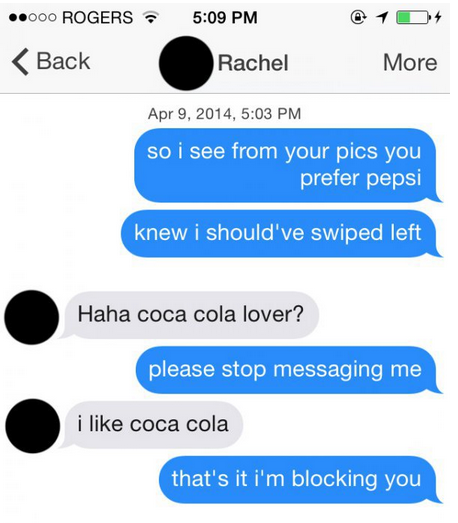 ROGERS 5:09 PM
Back Rachel More
Apr 9, 2014, 5:03 PM
so i see from your pics you
prefer pepsi
knew i should've swiped left
Haha coca cola lover?
please stop messaging me
i like coca cola
that's it i'm blocking you